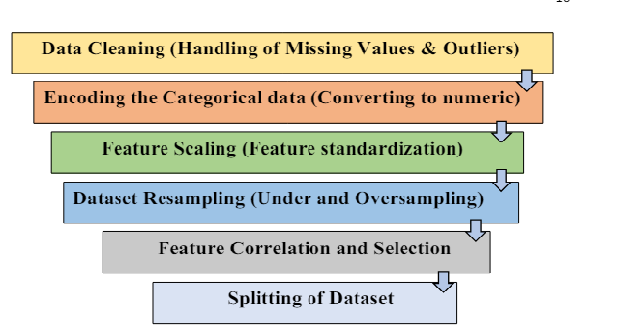 Data Cleaning (Handling of Missing Values & Outliers)
Encoding the Categorical data (Converting to numeric)
Feature Scaling (Feature standardization)
Dataset Resampling (Under and Oversampling)
Feature Correlation and Selection
Splitting of Dataset